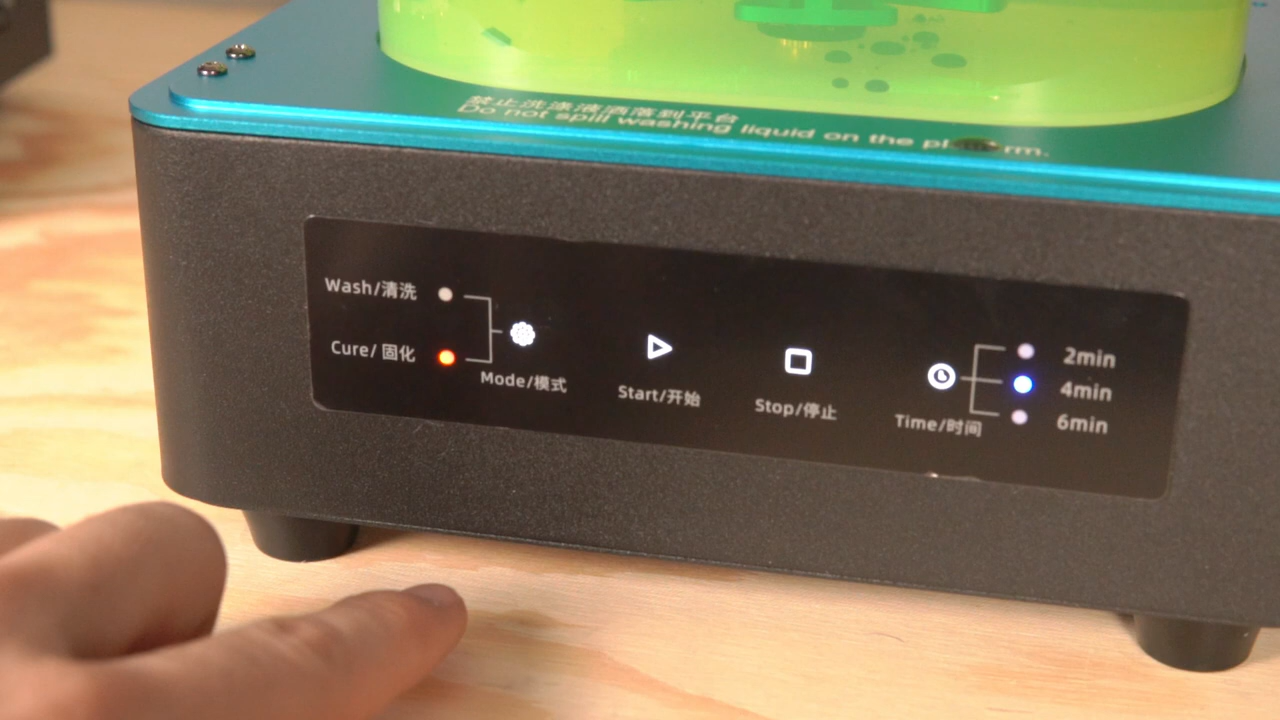 禁止洗涤液洒落到平台
Do not spill washing liquid on the
Wash/清洗
Cure/ 固化
Mode/模式
Start/开始
Stop/停止
Time/时间
2min
4min
6min